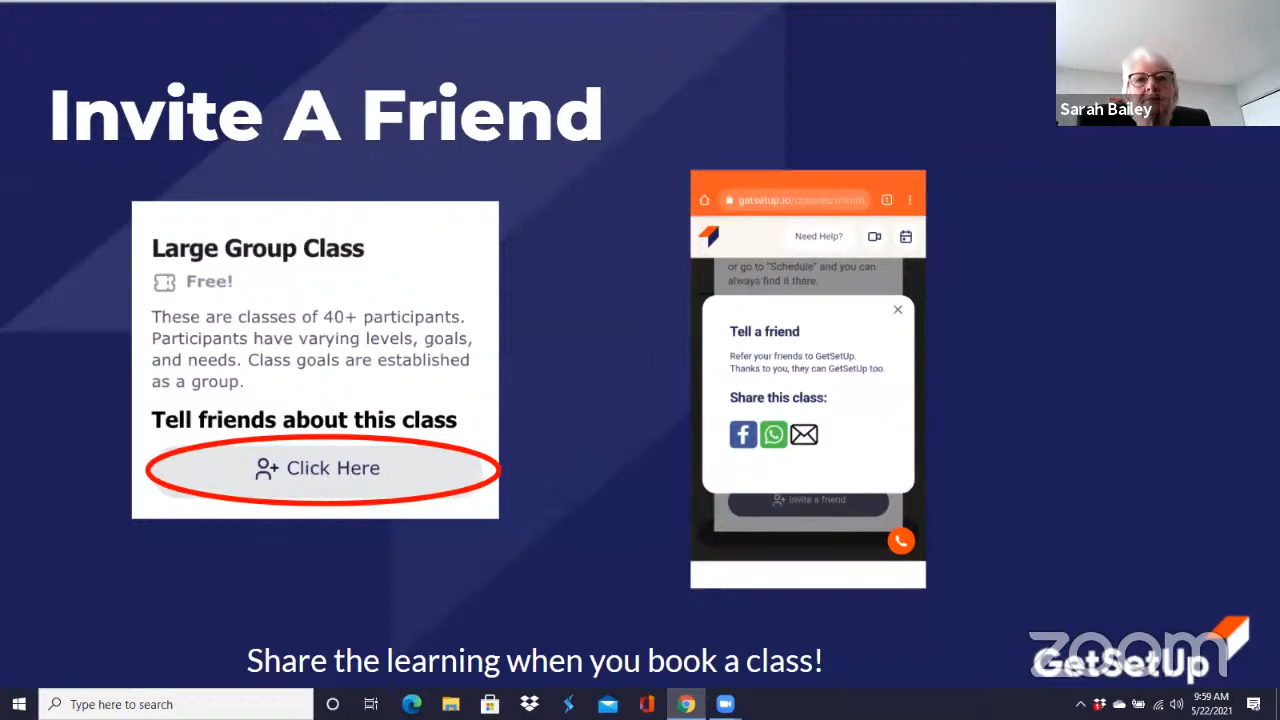 Invite A Friend
Sarah Bailey
Large Group Class
Free!
These are classes of 40+ participants.
Participants have varying levels, goals,
and needs. Class goals are established
as a group.
Tell friends about this class
Click Here
getsetup.io/classes/
1
Need Help?
or go to "Schedule" and you can
always find it there.
Tell a friend
Refer your friends to GetSetUp.
Thanks to you, they can GetSetUp too.
Share this class:
Invite a friend
Share the learning when you book a class!
zoom
GetSetUp
Type here to search
9:59 AM
5/22/2021